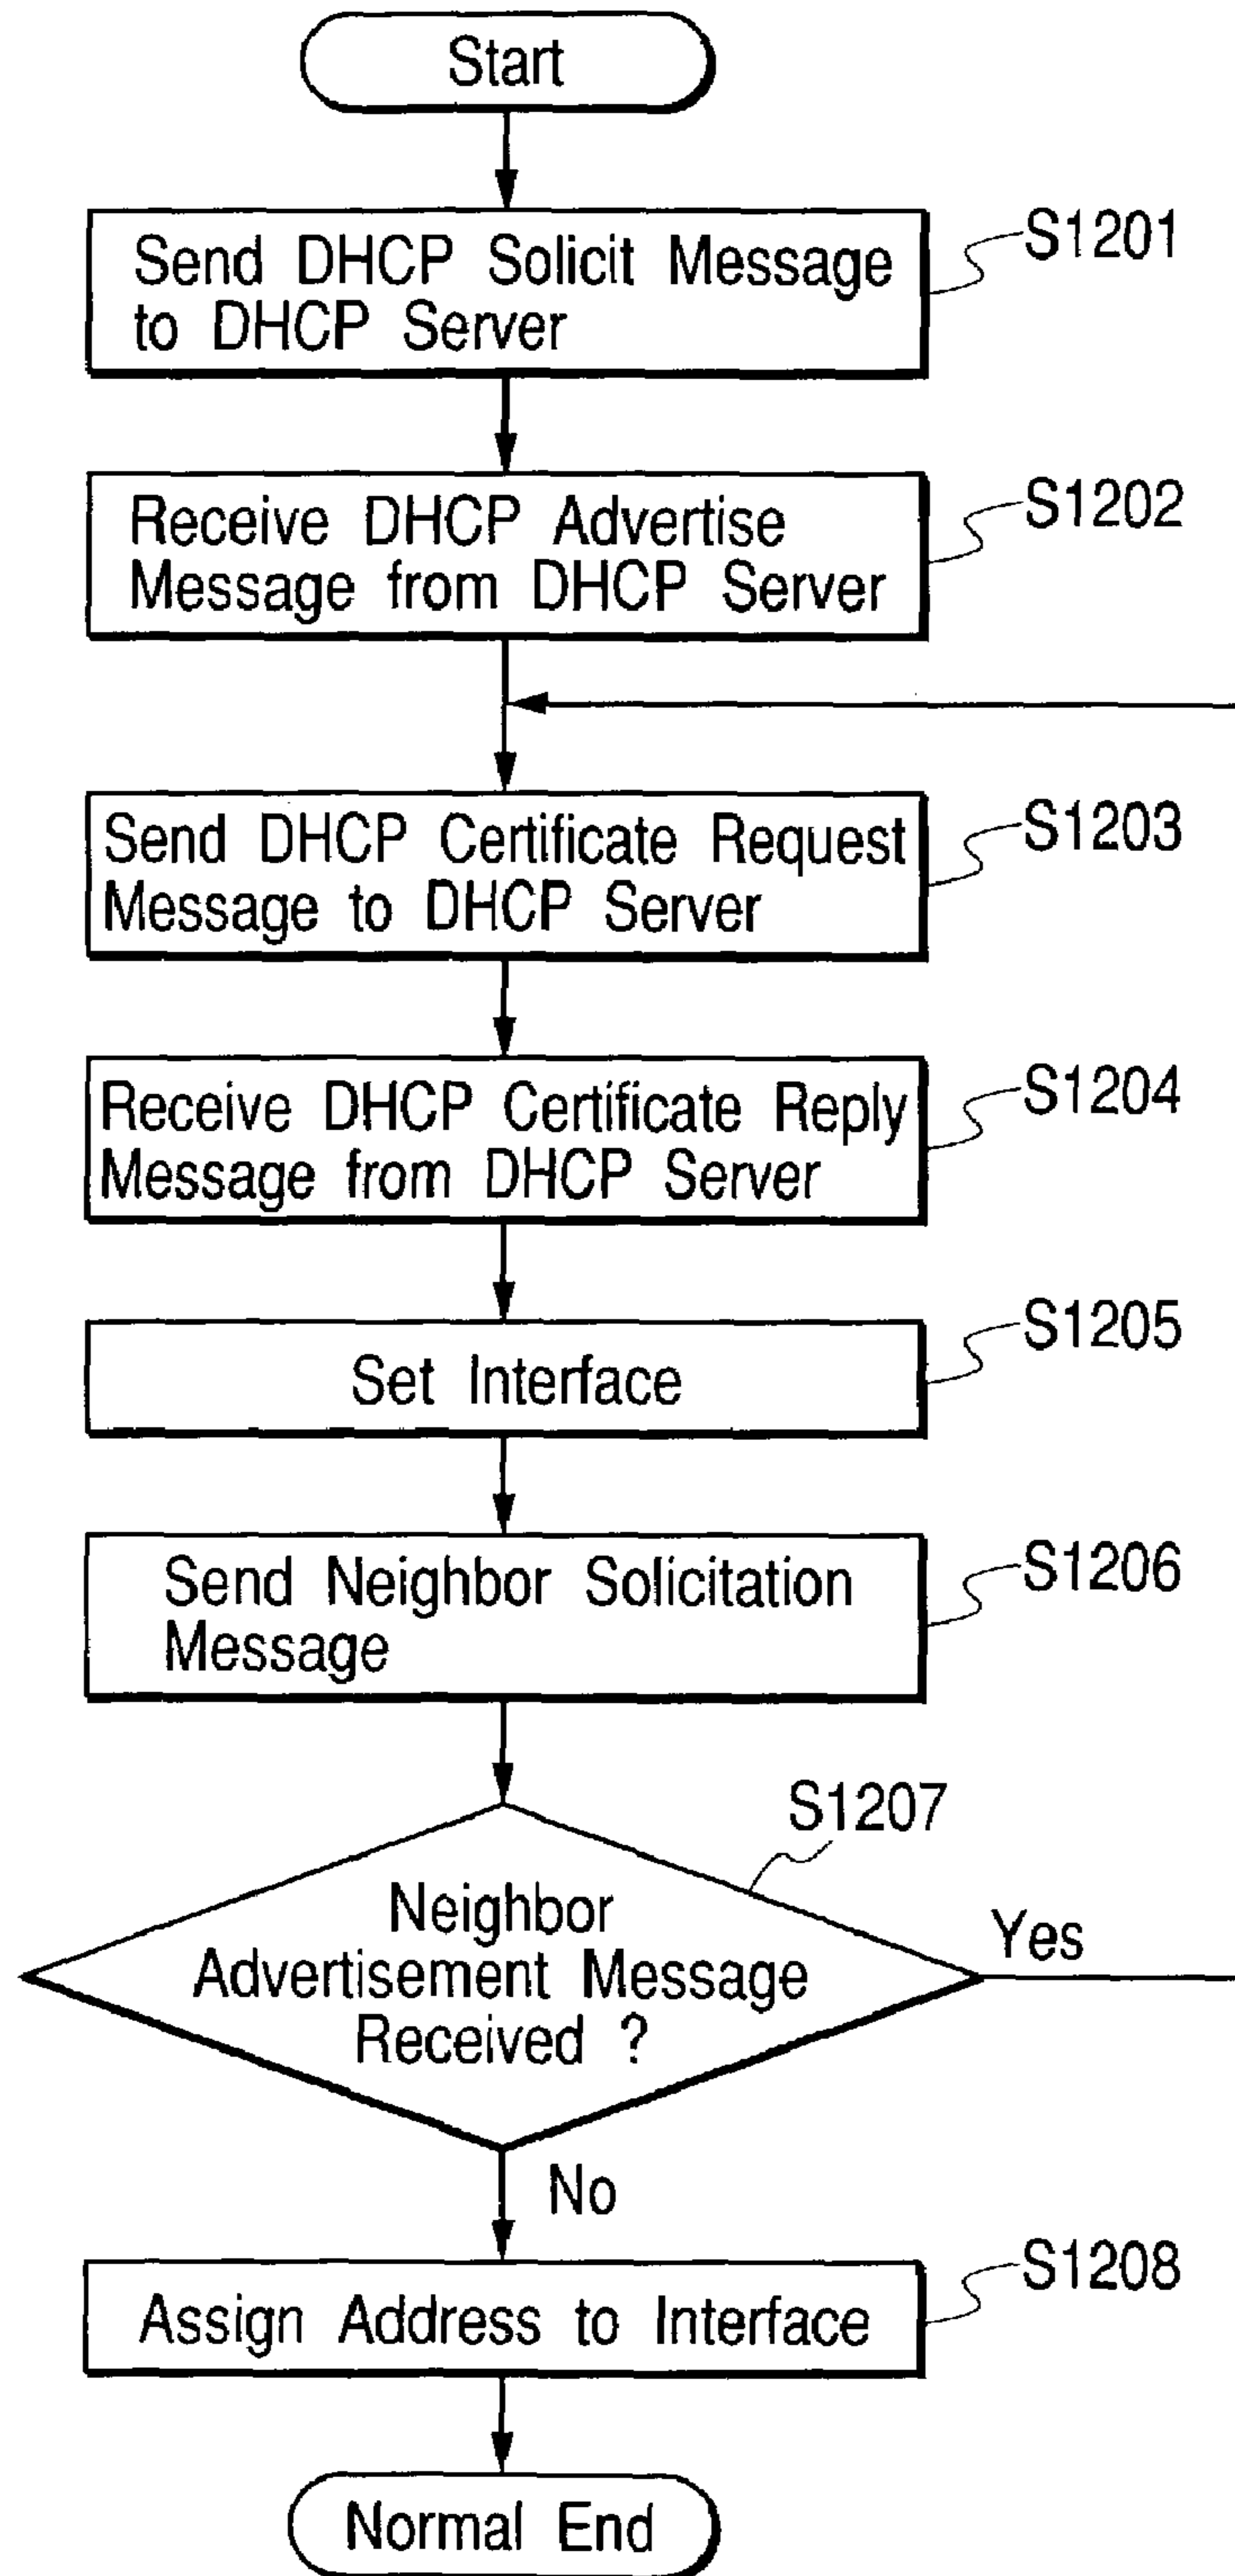 Start
Send DHCP Solicit Message
to DHCP Server
S1201
Receive DHCP Advertise
Message from DHCP Server
S1202
Send DHCP Certificate Request
Message to DHCP Server
S1203
Receive DHCP Certificate Reply
Message from DHCP Server
S1204
Set Interface
S1205
Send Neighbor Solicitation
Message
S1206
S1207
Neighbor
Advertisement Message
Received ?
Yes
No
Assign Address to Interface
S1208
Normal End